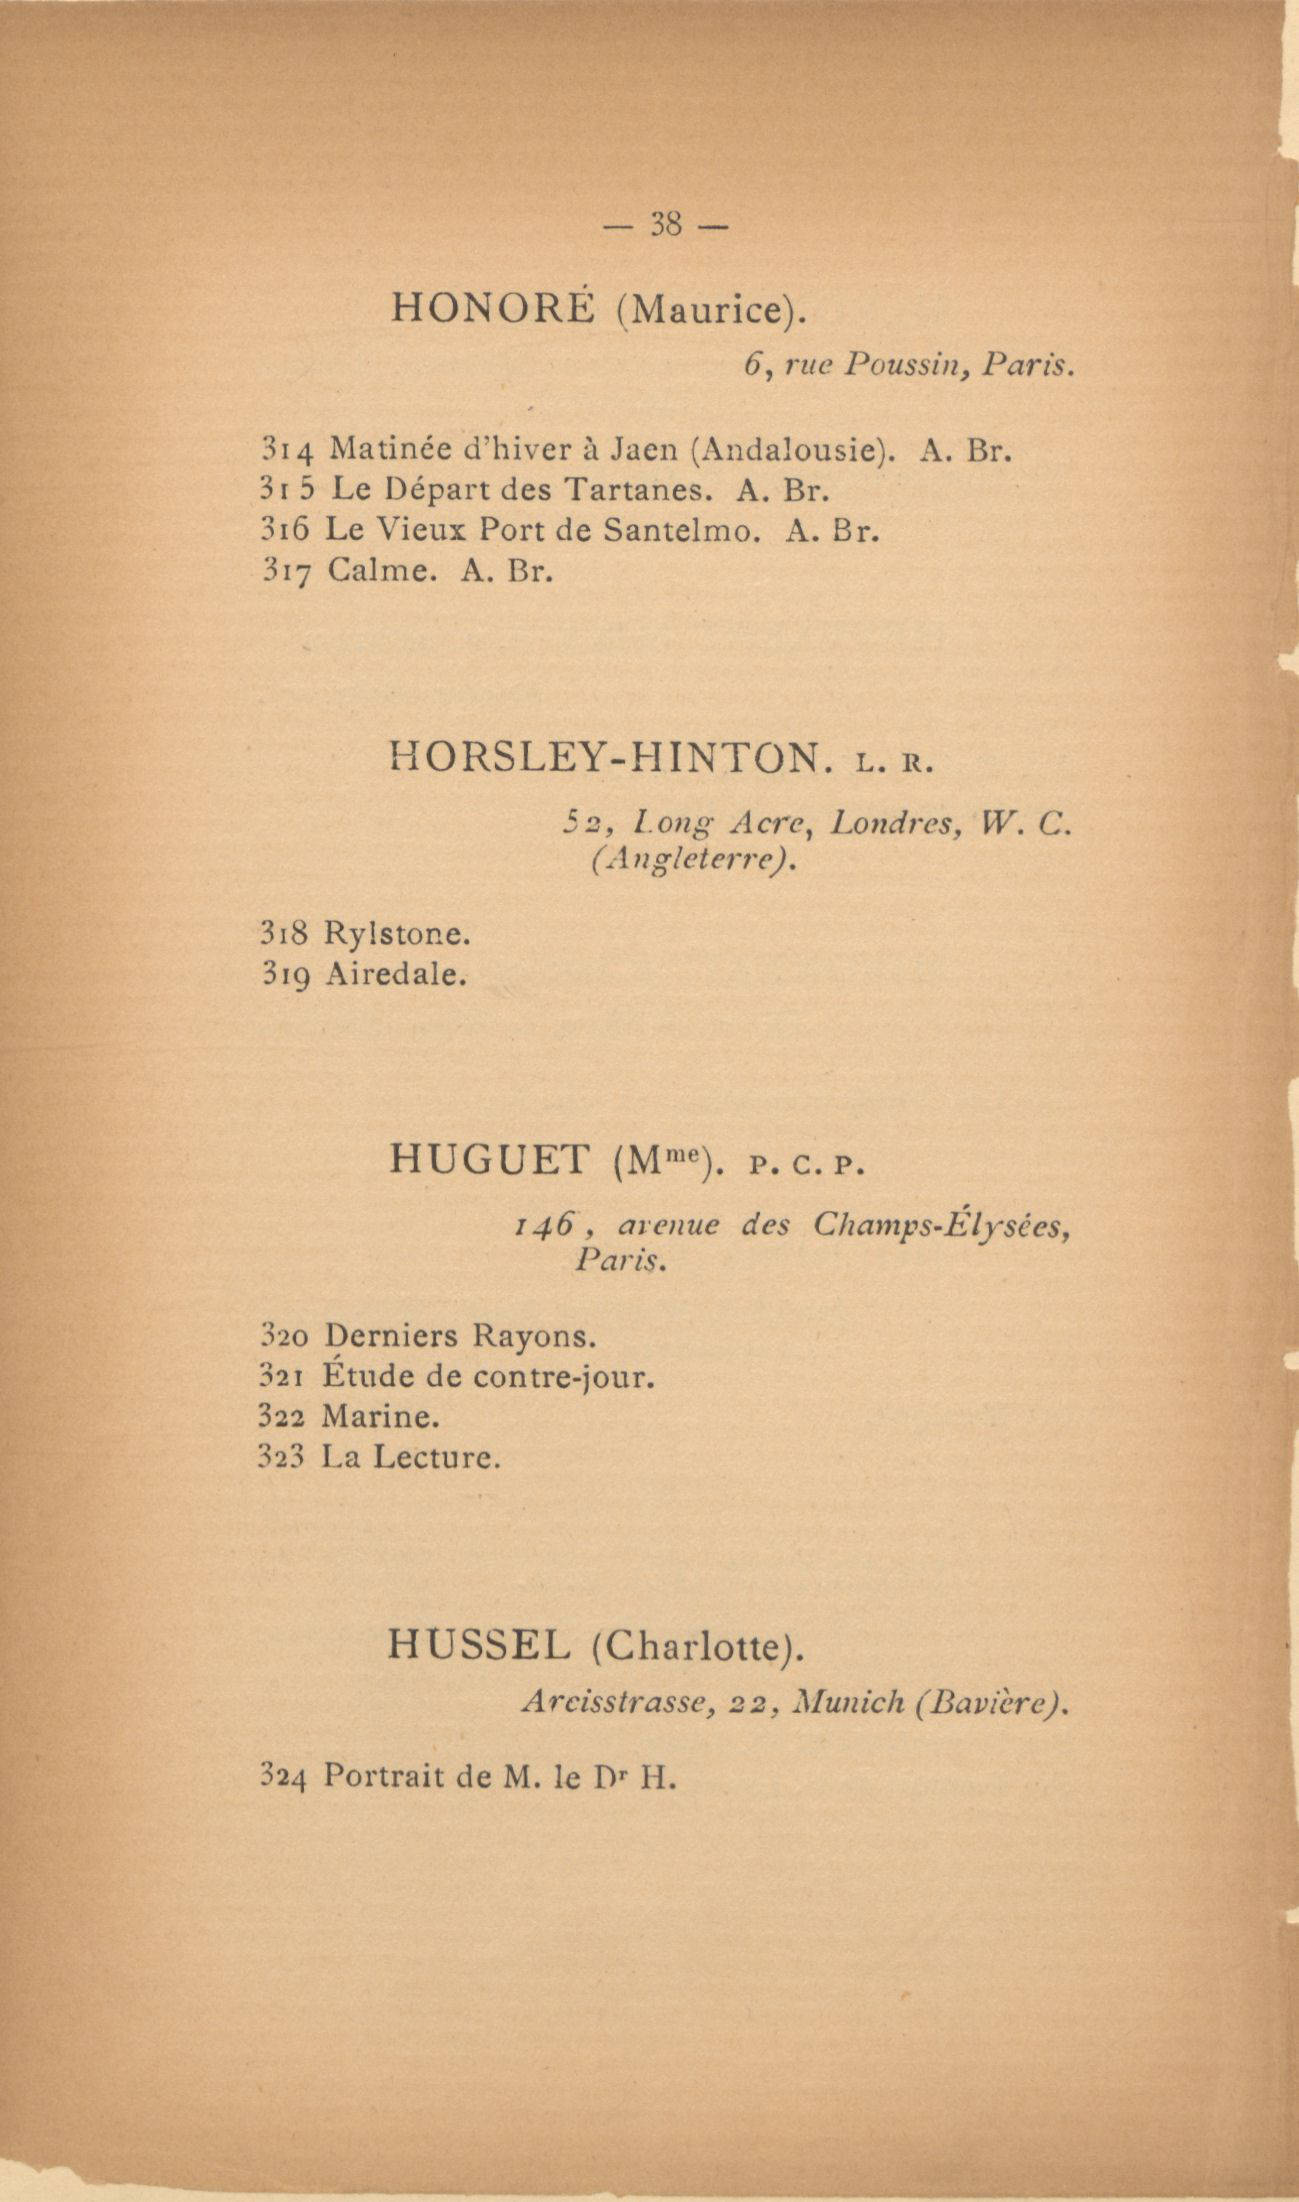 — 38 —
HONORÉ (Maurice).
6, rue Poussin, Paris.
314 Matinée d'hiver à Jaen (Andalousie). A. Br.
315 Le Départ des Tartanes. A. Br.
316 Le Vieux Port de Santelmo. A. Br.
317 Calme. A. Br.
HORSLEY-HINTON. L. R.
52, Long Acre, Londres, W. C.
(Angleterre).
318 Rylstone.
319 Airedale.
HUGUET (Mme). P. C. P.
146, avenue des Champs-Élysées,
Paris.
320 Derniers Rayons.
321 Étude de contre-jour.
322 Marine.
323 La Lecture.
HUSSEL (Charlotte).
Arcisstrasse, 22, Munich (Bavière).
324 Portrait de M. le Dr H.